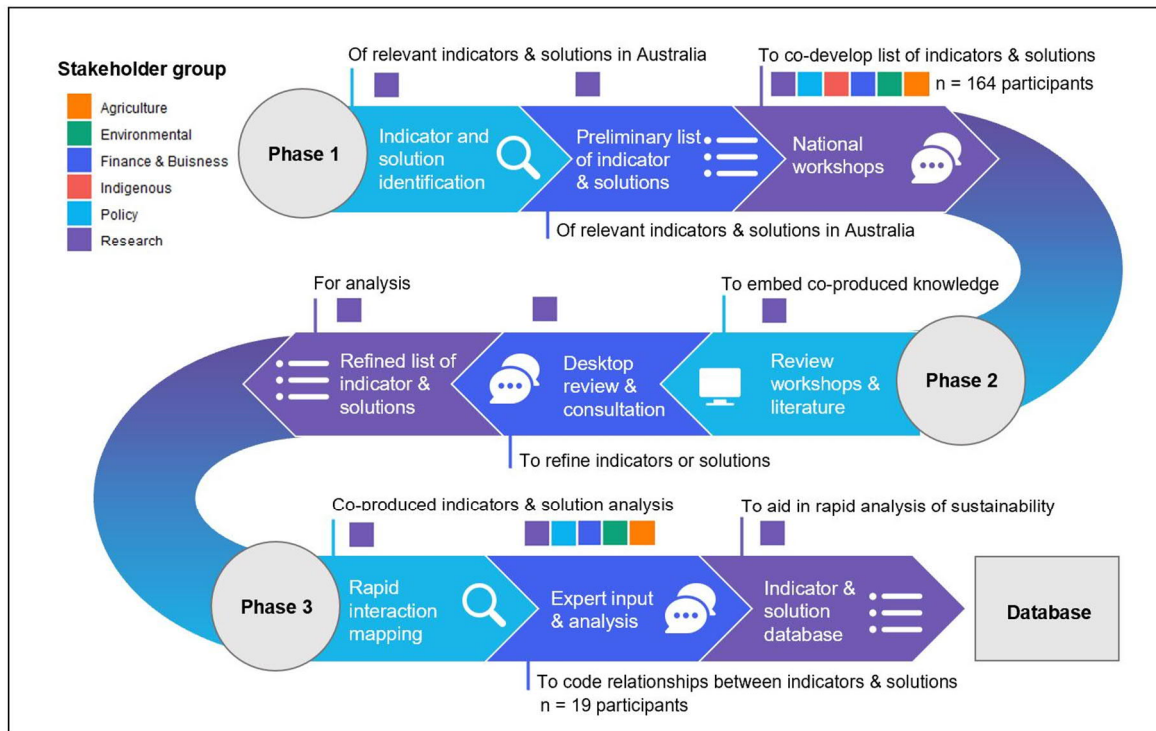 Of relevant indicators & solutions in Australia
To co-develop list of indicators & solutions
n = 164 participants
Stakeholder group
Agriculture
Environmental
Finance & Buisness
Indigenous
Policy
Research
Phase 1
Indicator and
solution
identification
Preliminary list
of indicator
& solutions
National
workshops
Of relevant indicators & solutions in Australia
For analysis
To embed co-produced knowledge
Refined list of
indicator &
solutions
Desktop
review &
consultation
Review
workshops &
literature
Phase 2
To refine indicators or solutions
Co-produced indicators & solution analysis
To aid in rapid analysis of sustainability
Phase 3
Rapid
interaction
mapping
Expert input
& analysis
Indicator &
solution
database
Database
To code relationships between indicators & solutions
n = 19 participants